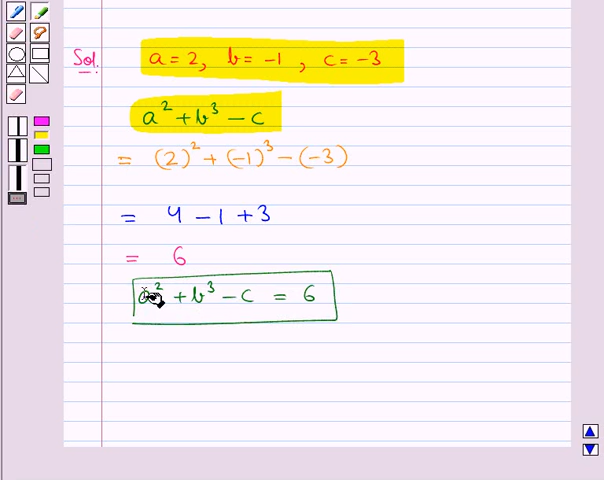 Sol. a = 2, b = -1, c = -3
a² + b³ - c
= (2)² + (-1)³ - (-3)
= 4 - 1 + 3
= 6
a² + b³ - c = 6